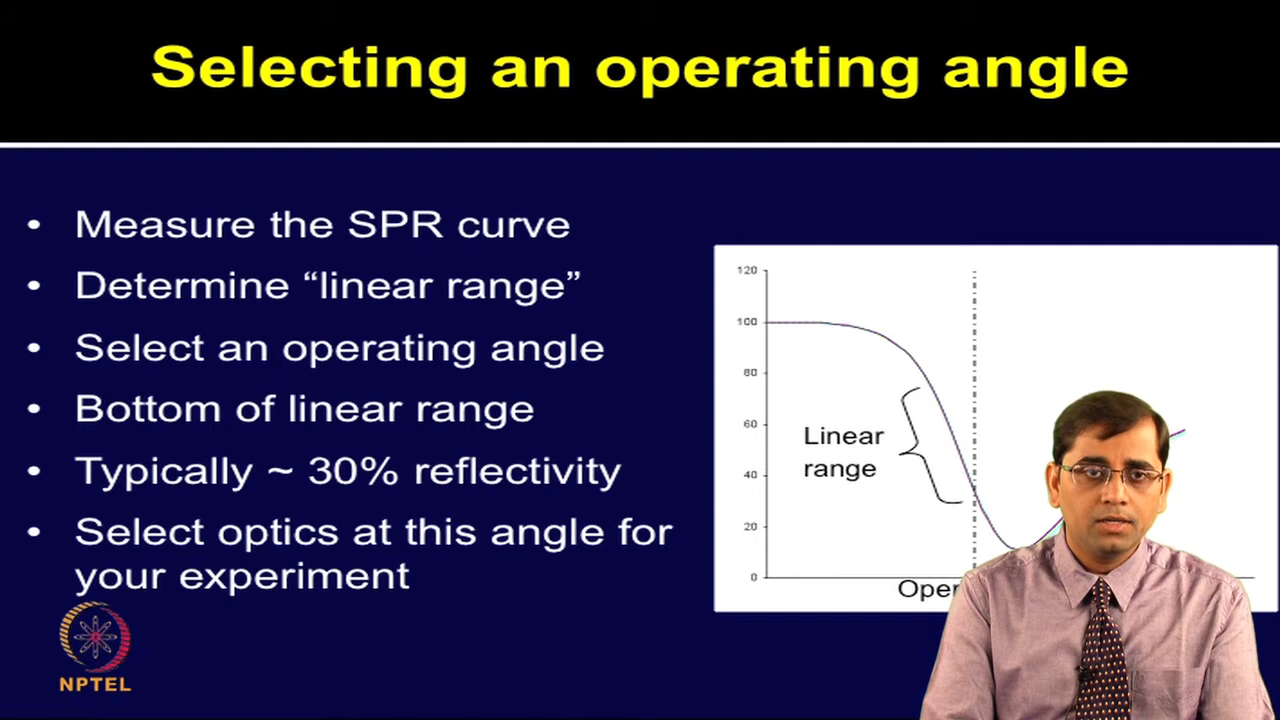 Selecting an operating angle
• Measure the SPR curve
• Determine “linear range”
• Select an operating angle
• Bottom of linear range
• Typically ~ 30% reflectivity
• Select optics at this angle for
your experiment
120
100
80
60
40
20
0
Linear
range
NPTEL